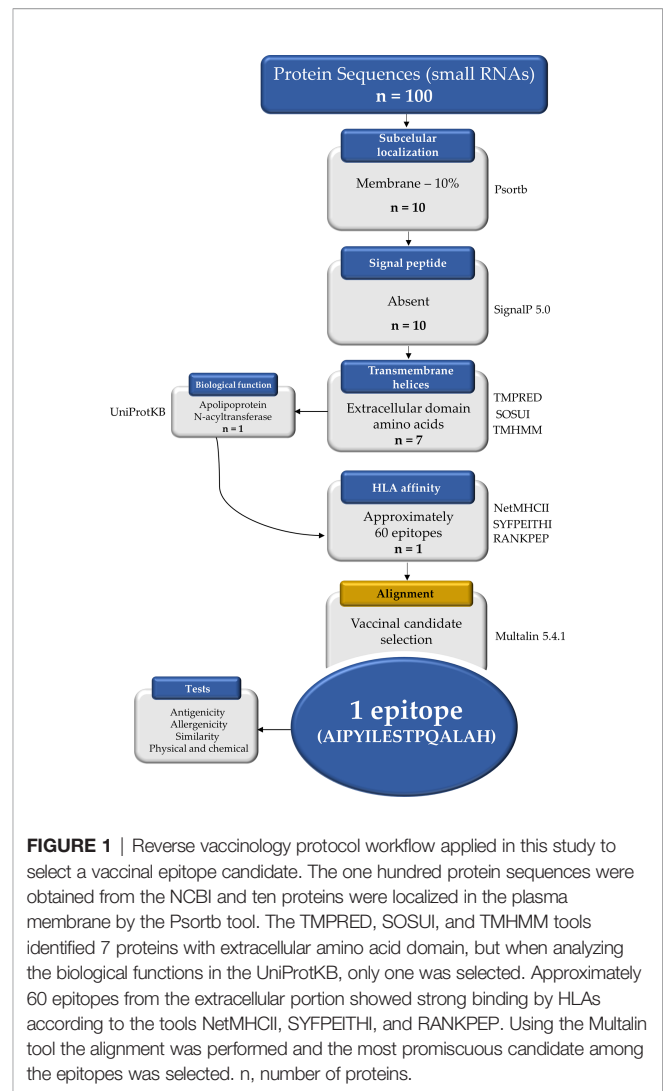 Protein Sequences (small RNAs)
n = 100
Subcelular
localization
Membrane – 10%
n = 10
Psortb
Signal peptide
Absent
n = 10
SignalP 5.0
Transmembrane
helices
Extracellular domain
amino acids
n = 7
TMPRED
SOSUI
TMHMM
Biological function
Apolipoprotein
N-acyltransferase
n = 1
UniProtKB
HLA affinity
Approximately
60 epitopes
n = 1
NetMHCII
SYFPEITHI
RANKPEP
Alignment
Vaccinal candidate
selection
Multalin 5.4.1
1 epitope
(AIPYILESTPQALAH)
Tests
Antigenicity
Allergenicity
Similarity
Physical and chemical
FIGURE 1 | Reverse vaccinology protocol workflow applied in this study to
select a vaccinal epitope candidate. The one hundred protein sequences were
obtained from the NCBI and ten proteins were localized in the plasma
membrane by the Psortb tool. The TMPRED, SOSUI, and TMHMM tools
identified 7 proteins with extracellular amino acid domain, but when analyzing
the biological functions in the UniProtKB, only one was selected. Approximately
60 epitopes from the extracellular portion showed strong binding by HLAs
according to the tools NetMHCII, SYFPEITHI, and RANKPEP. Using the Multalin
tool the alignment was performed and the most promiscuous candidate among
the epitopes was selected. n, number of proteins.